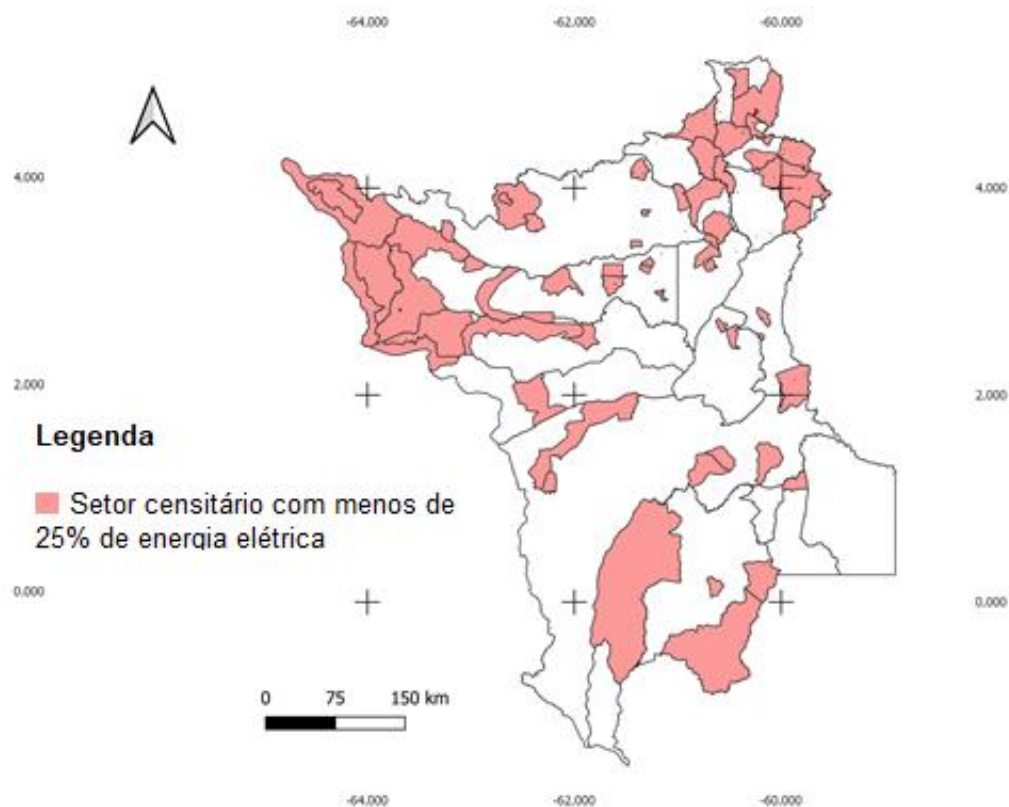 -64.000 -62.000 -60.000
4.000 4.000
2.000 2.000
Legenda
Setor censitário com menos de
25% de energia elétrica
0.000 0.000
0 75 150 km
-64.000 -62.000 -60.000